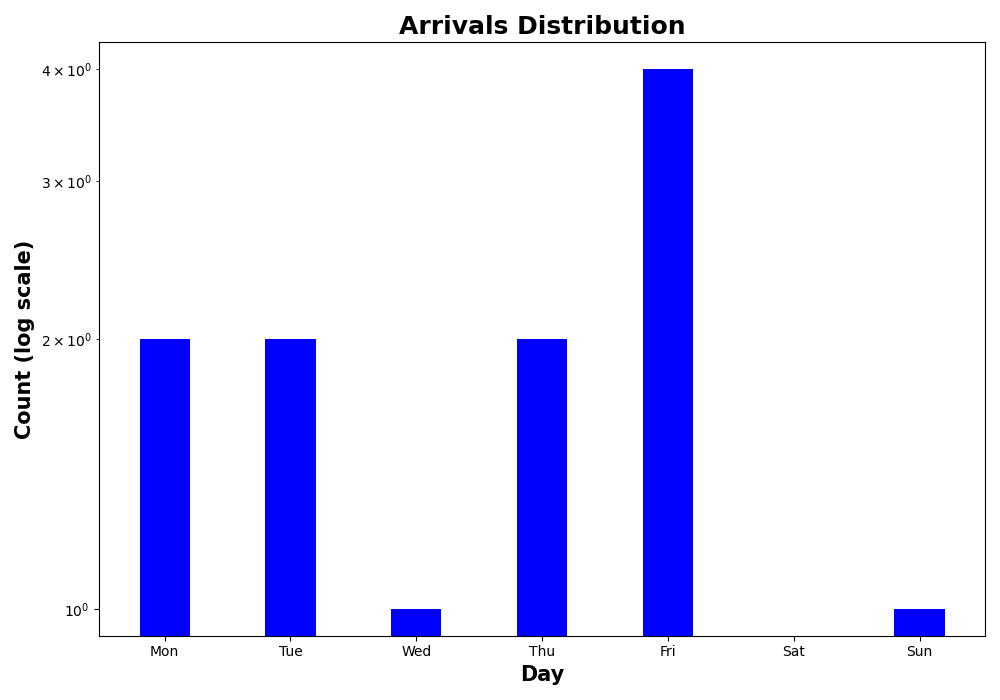 Arrivals Distribution
Count (log scale)
4 × 10⁰
3 × 10⁰
2 × 10⁰
10⁰
Mon Tue Wed Thu Fri Sat Sun
Day